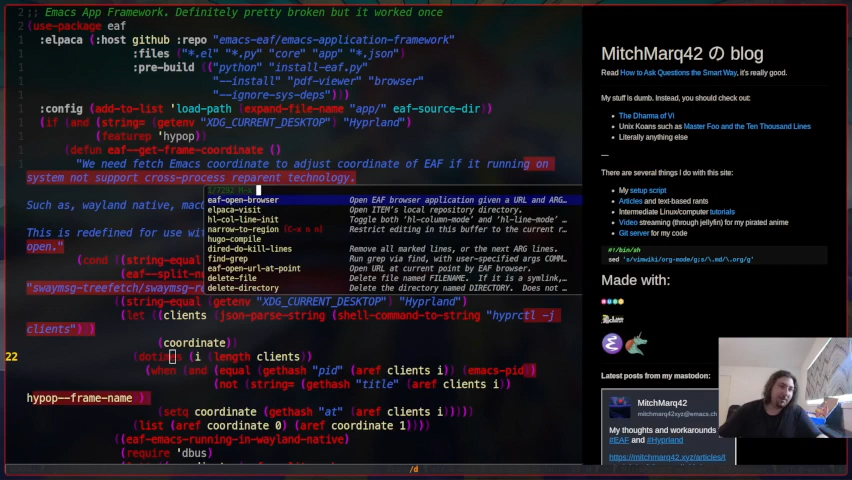 ;; Emacs App Framework. Definitely pretty broken but it worked once
(use-package eaf
:elpaca (:host github :repo "emacs-eaf/emacs-application-framework"
:files ("*.el" "*.py" "core" "app" "*.json")
:pre-build (("python" "install-eaf.py"
"--install" "pdf-viewer" "browser"
"--ignore-sys-deps")))
:config (add-to-list 'load-path (expand-file-name "app/" eaf-source-dir))
(if (and (string= (getenv "XDG_CURRENT_DESKTOP") "Hyprland")
(featurep 'hypop))
(defun eaf--get-frame-coordinate ()
"We need fetch Emacs coordinate to adjust coordinate of EAF if it running on
system not support cross-process reparent technology.
1/7292 M-x
eaf-open-browser Open EAF browser application given a URL and ARG…
elpaca-visit Open ITEM's local repository directory.
Such as, wayland native, mac
hl-col-line-init Toggle both ‘hl-column-mode’ and ‘hl-line-mode’ …
narrow-to-region (C-x n n) Restrict editing in this buffer to the current r…
This is redefined for use wi
hugo-compile
open."
dired-do-kill-lines Remove all marked lines, or the next ARG lines.
(cond ((string-equal
find-grep Run grep via find, with user-specified args COMM…
(eaf--split-n
eaf-open-url-at-point Open URL at current point by EAF browser.
delete-file Delete file named FILENAME. If it is a symlink,…
"swaymsg-treefetch/swaymsg-r
delete-directory Delete the directory named DIRECTORY. Does not …
((string-equal (getenv "XDG_CURRENT_DESKTOP") "Hyprland")
(let ((clients (json-parse-string (shell-command-to-string "hyprctl -j
clients") )
(coordinate))
22 (dotimes (i (length clients))
(when (and (equal (gethash "pid" (aref clients i)) (emacs-pid))
(not (string= (gethash "title" (aref clients i))
hypop--frame-name )
(setq coordinate (gethash "at" (aref clients i)))))
(list (aref coordinate 0) (aref coordinate 1))))
((eaf-emacs-running-in-wayland-native)
(require 'dbus)
/d
MitchMarq42 の blog
Read How to Ask Questions the Smart Way, it's really good.
My stuff is dumb. Instead, you should check out:
The Dharma of Vi
Unix Koans such as Master Foo and the Ten Thousand Lines
Literally anything else
—
There are several things I do with this site:
My setup script
Articles and text-based rants
Intermediate Linux/computer tutorials
Video streaming (through jellyfin) for my pirated anime
Git server for my code
#!/bin/sh
sed 's/vimwiki/org-mode/g;s/\.md/\.org/g'
Made with:
Latest posts from my mastodon:
MitchMarq42
mitchmarq42xyz@emacs.ch
My thoughts and workarounds
#EAF and #Hyprland
https://mitchmarq42.xyz/articles/t